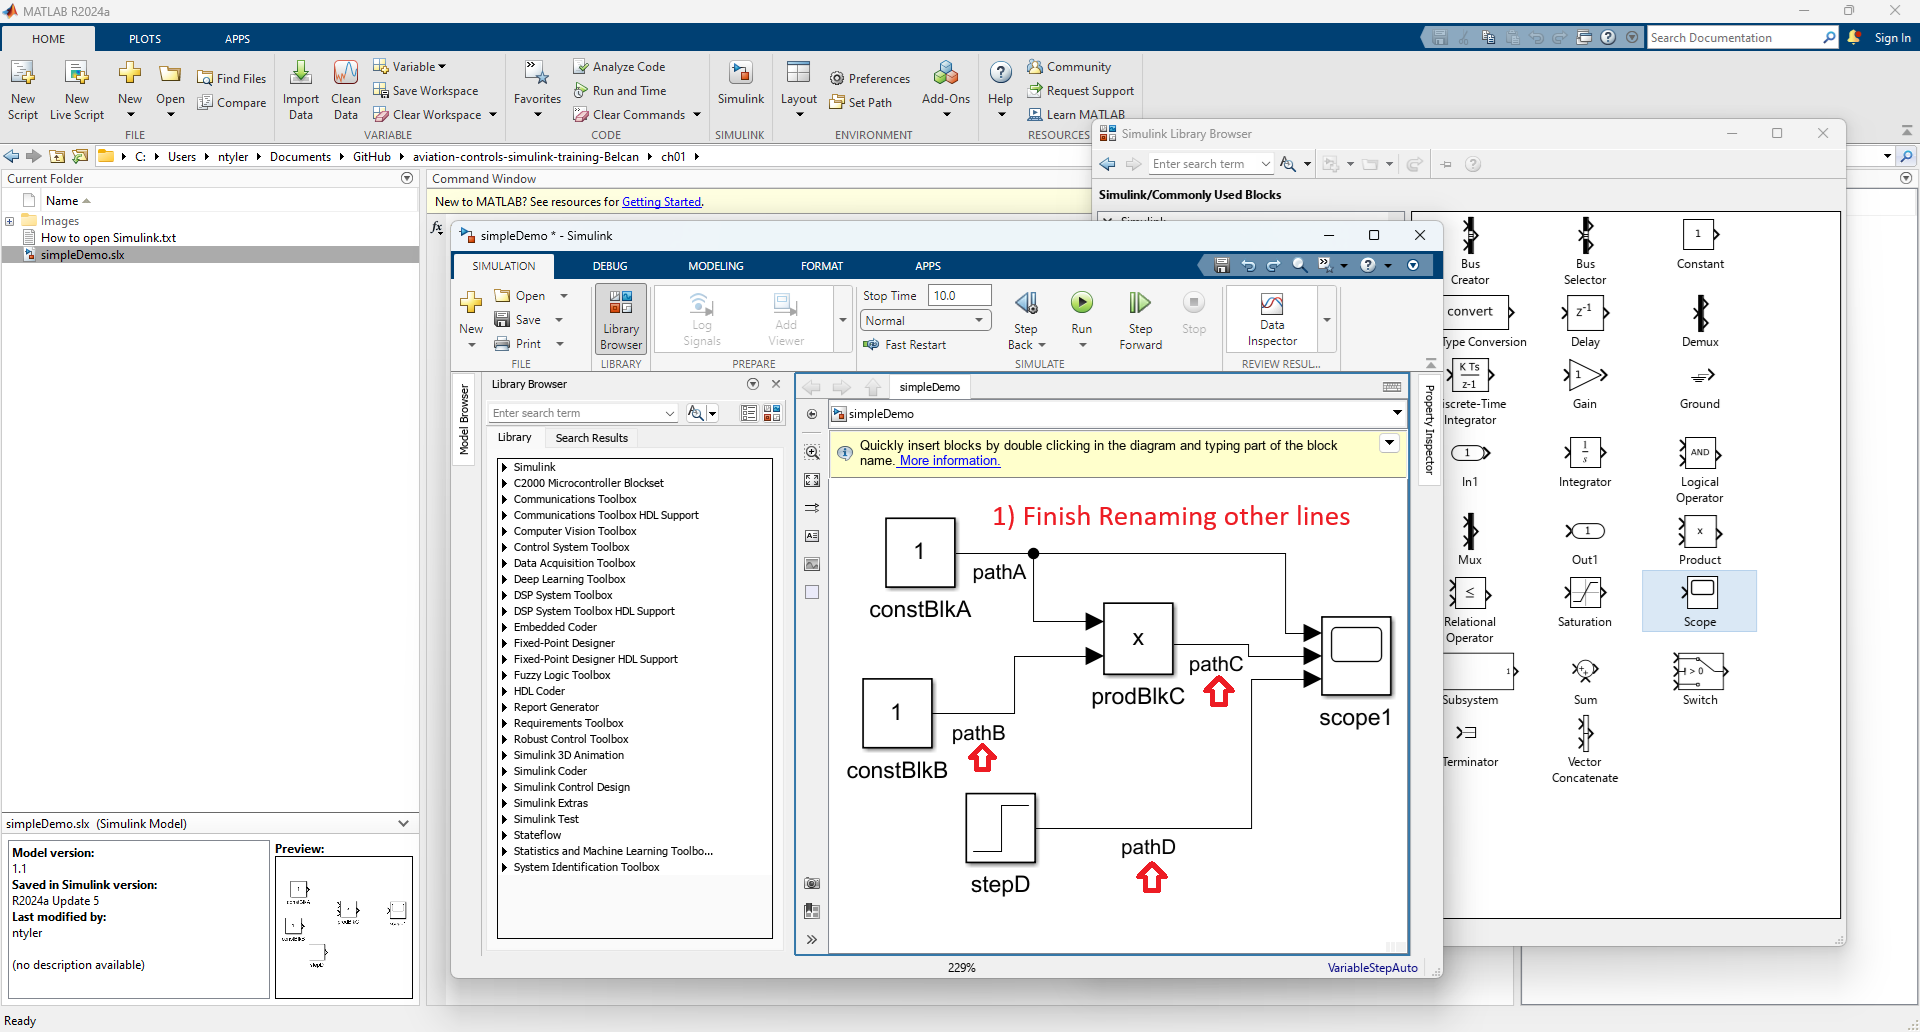 MATLAB R2024a
HOME PLOTS APPS
Search Documentation Sign In
New Script
New Live Script
New
Open
Find Files
Compare
FILE
Import Data
Clean Data
Variable
Save Workspace
Clear Workspace
VARIABLE
Favorites
Analyze Code
Run and Time
Clear Commands
CODE
Simulink
SIMULINK
Layout
Preferences
Set Path
Add-Ons
ENVIRONMENT
Help
Community
Request Support
Learn MATLAB
RESOURCES
C: Users ntyler Documents GitHub aviation-controls-simulink-training-Belcan ch01
Current Folder
Name
Images
How to open Simulink.txt
simpleDemo.slx
simpleDemo.slx (Simulink Model)
Model version:
1.1
Saved in Simulink version:
R2024a Update 5
Last modified by:
ntyler
(no description available)
Preview:
Ready
Command Window
New to MATLAB? See resources for Getting Started.
fx
simpleDemo * - Simulink
SIMULATION DEBUG MODELING FORMAT APPS
New
Open
Save
Print
FILE
Library Browser
LIBRARY
Log Signals
Add Viewer
PREPARE
Stop Time 10.0
Normal
Fast Restart
Step Back
Run
Step Forward
Stop
SIMULATE
Data Inspector
REVIEW RESUL...
Model Browser
Library Browser
Enter search term
Library Search Results
Simulink
C2000 Microcontroller Blockset
Communications Toolbox
Communications Toolbox HDL Support
Computer Vision Toolbox
Control System Toolbox
Data Acquisition Toolbox
Deep Learning Toolbox
DSP System Toolbox
DSP System Toolbox HDL Support
Embedded Coder
Fixed-Point Designer
Fixed-Point Designer HDL Support
Fuzzy Logic Toolbox
HDL Coder
Report Generator
Requirements Toolbox
Robust Control Toolbox
Simulink 3D Animation
Simulink Coder
Simulink Control Design
Simulink Extras
Simulink Test
Stateflow
Statistics and Machine Learning Toolbo...
System Identification Toolbox
simpleDemo
simpleDemo
Property Inspector
Quickly insert blocks by double clicking in the diagram and typing part of the block
name. More information.
1) Finish Renaming other lines
1
pathA
constBlkA
x
pathC
prodBlkC
scope1
1
pathB
constBlkB
pathD
stepD
229%
VariableStepAuto
Simulink Library Browser
Enter search term
Simulink/Commonly Used Blocks
Bus Creator
Bus Selector
1
Constant
convert
Type Conversion
z-1
Delay
Demux
K Ts
z-1
iscrete-Time
Integrator
1
Gain
Ground
1
In1
1
s
Integrator
AND
Logical Operator
Mux
1
Out1
x
Product
≤
Relational Operator
Saturation
Scope
1
Subsystem
Sum
> 0
Switch
Terminator
Vector Concatenate